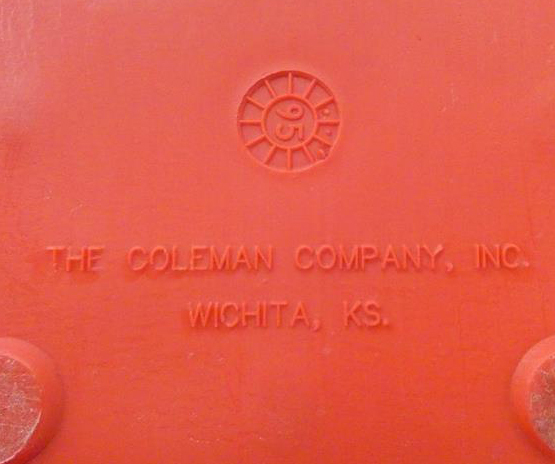 95
THE COLEMAN COMPANY, INC.
WICHITA, KS.